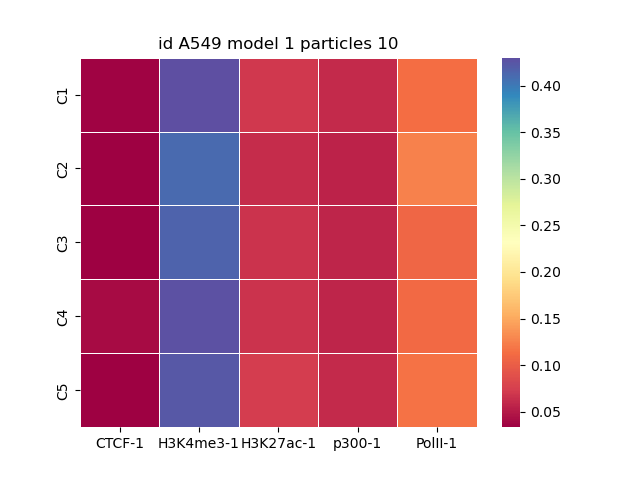 id A549 model 1 particles 10
C1
C2
C3
C4
C5
CTCF-1 H3K4me3-1 H3K27ac-1 p300-1 PolII-1
0.40
0.35
0.30
0.25
0.20
0.15
0.10
0.05